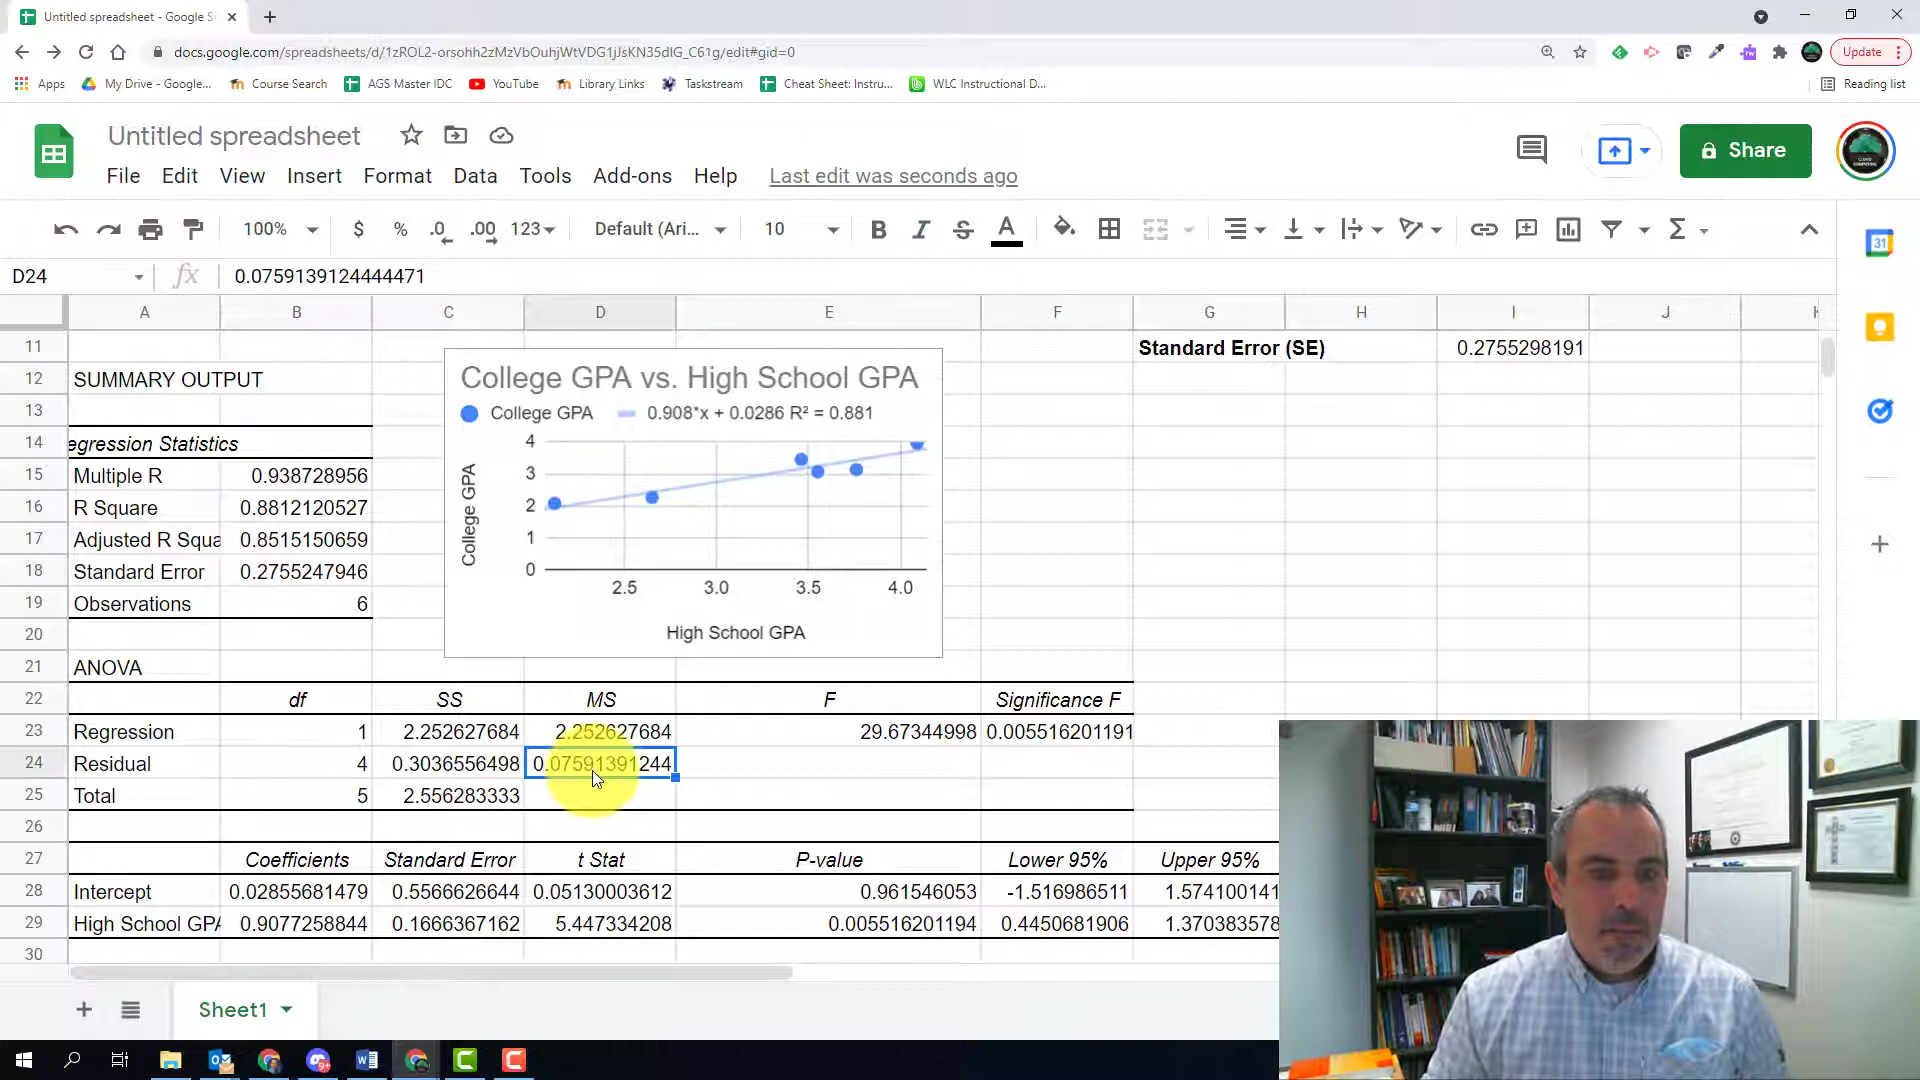 Untitled spreadsheet - Google S
docs.google.com/spreadsheets/d/1zROL2-orsohh2zMzVbOuhjWtVDG1jJsKN35dIG_C61g/edit#gid=0
Update
Apps My Drive - Google... Course Search AGS Master IDC YouTube Library Links Taskstream Cheat Sheet: Instru... WLC Instructional D... Reading list
Untitled spreadsheet
Share
File Edit View Insert Format Data Tools Add-ons Help Last edit was seconds ago
100% $ % .0 .00 123 Default (Ari... 10 B I S A
31
D24 fx 0.0759139124444471
A B C D E F G H I J K
11 Standard Error (SE) 0.2755298191
12 SUMMARY OUTPUT
13
14 egression Statistics
15 Multiple R 0.938728956
16 R Square 0.8812120527
17 Adjusted R Squa 0.8515150659
18 Standard Error 0.2755247946
19 Observations 6
20
College GPA vs. High School GPA
College GPA 0.908*x + 0.0286 R² = 0.881
College GPA
4
3
2
1
0
2.5 3.0 3.5 4.0
High School GPA
21 ANOVA
22 df SS MS F Significance F
23 Regression 1 2.252627684 2.252627684 29.67344998 0.005516201191
24 Residual 4 0.3036556498 0.07591391244
25 Total 5 2.556283333
26
27 Coefficients Standard Error t Stat P-value Lower 95% Upper 95%
28 Intercept 0.02855681479 0.5566626644 0.05130003612 0.961546053 -1.516986511 1.574100141
29 High School GPA 0.9077258844 0.1666367162 5.447334208 0.005516201194 0.4450681906 1.370383578
30
Sheet1